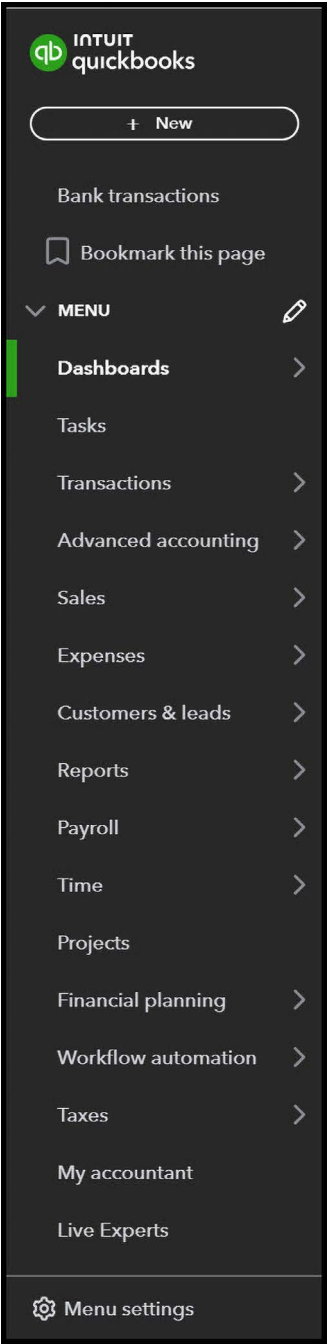 qb INTUIT
quickbooks
+ New
Bank transactions
Bookmark this page
MENU
Dashboards
Tasks
Transactions
Advanced accounting
Sales
Expenses
Customers & leads
Reports
Payroll
Time
Projects
Financial planning
Workflow automation
Taxes
My accountant
Live Experts
Menu settings